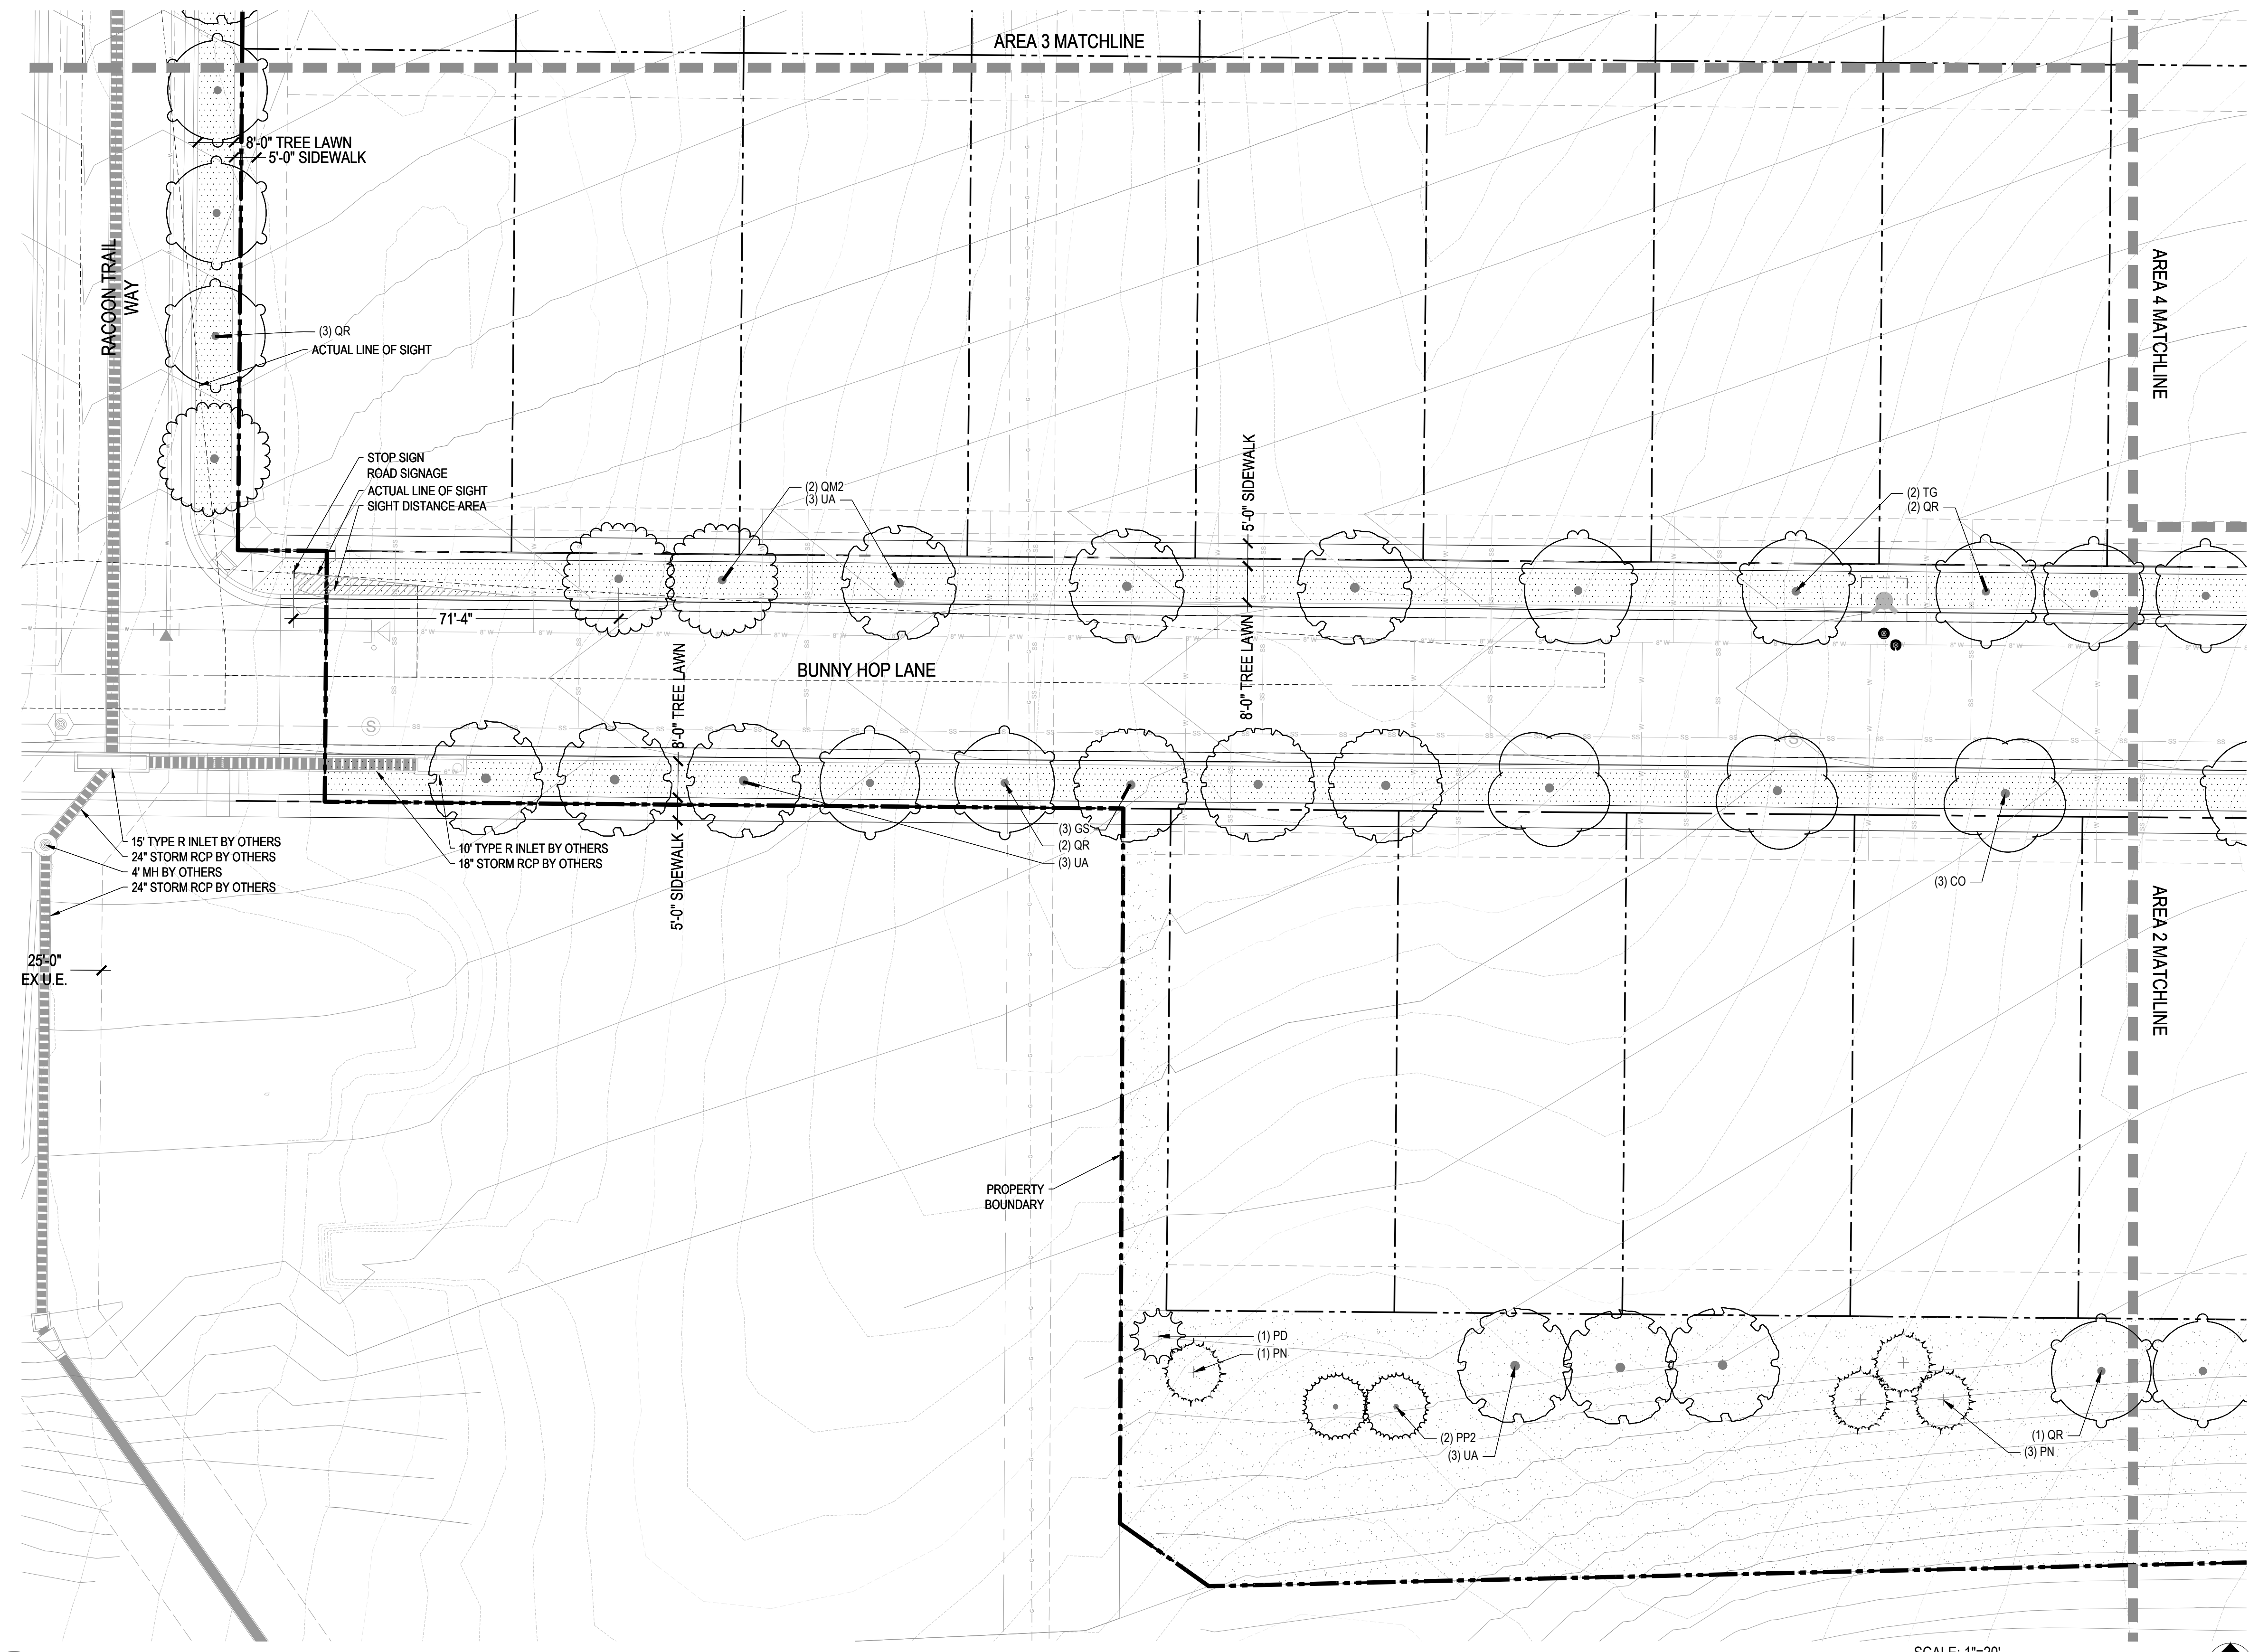 AREA 3 MATCHLINE
8'-0" TREE LAWN
5'-0" SIDEWALK
RACOON TRAIL
WAY
(3) QR
ACTUAL LINE OF SIGHT
AREA 4 MATCHLINE
STOP SIGN
ROAD SIGNAGE
ACTUAL LINE OF SIGHT
SIGHT DISTANCE AREA
(2) QM2
(3) UA
5'-0" SIDEWALK
8'-0" TREE LAWN
(2) TG
(2) QR
71'-4"
BUNNY HOP LANE
8'-0" TREE LAWN
5'-0" SIDEWALK
S
S
15' TYPE R INLET BY OTHERS
24" STORM RCP BY OTHERS
4' MH BY OTHERS
24" STORM RCP BY OTHERS
10' TYPE R INLET BY OTHERS
18" STORM RCP BY OTHERS
(3) GS
(2) QR
(3) UA
(3) CO
AREA 2 MATCHLINE
25'-0"
EX U.E.
PROPERTY
BOUNDARY
(1) PD
(1) PN
(2) PP2
(3) UA
(1) QR
(3) PN
SCALE: 1"=20'